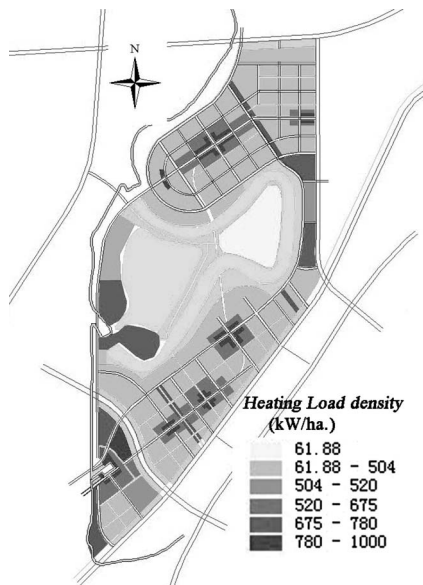 N
Heating Load density
(kW/ha.)
61.88
61.88 - 504
504 - 520
520 - 675
675 - 780
780 - 1000